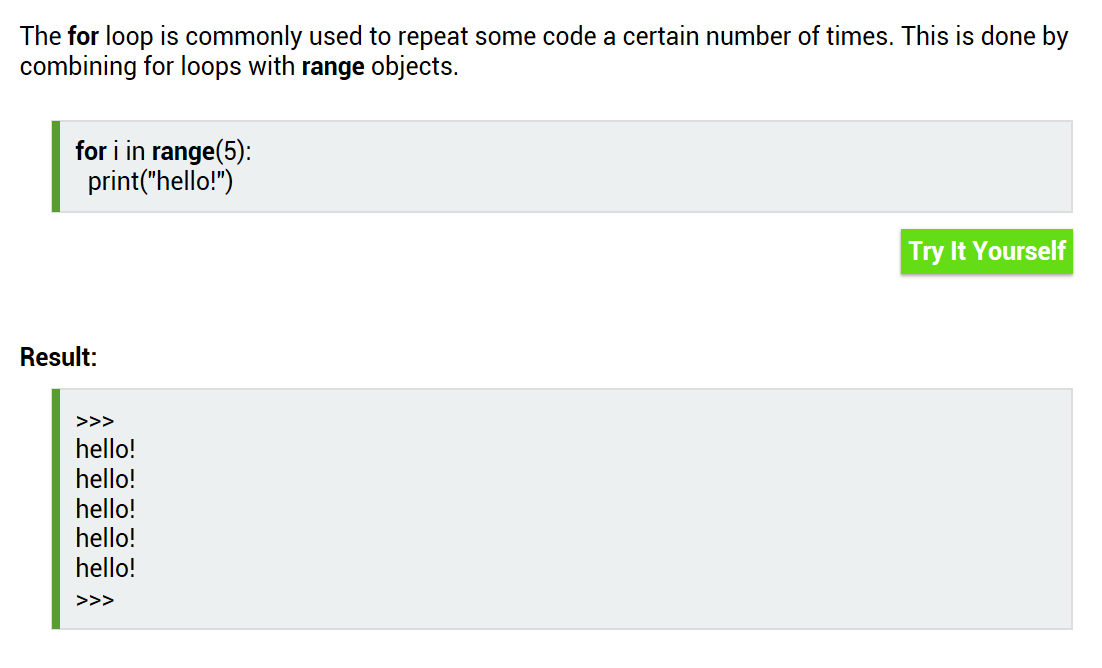 The for loop is commonly used to repeat some code a certain number of times. This is done by
combining for loops with range objects.
for i in range(5):
  print("hello!")
Try It Yourself
Result:
>>>
hello!
hello!
hello!
hello!
hello!
>>>